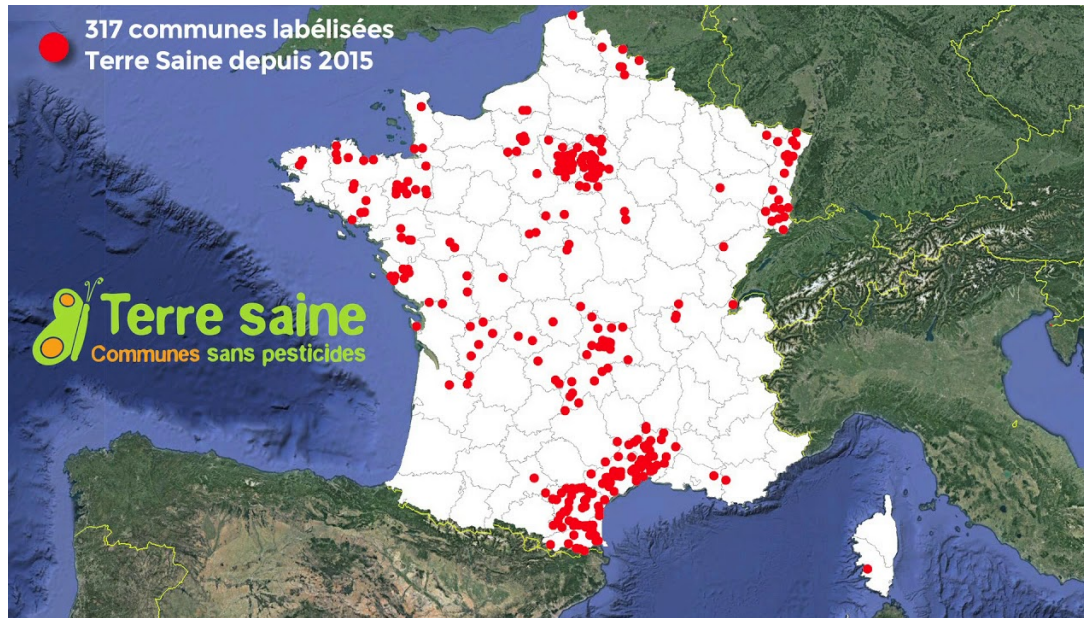 317 communes labélisées
Terre Saine depuis 2015
Terre saine
Communes sans pesticides